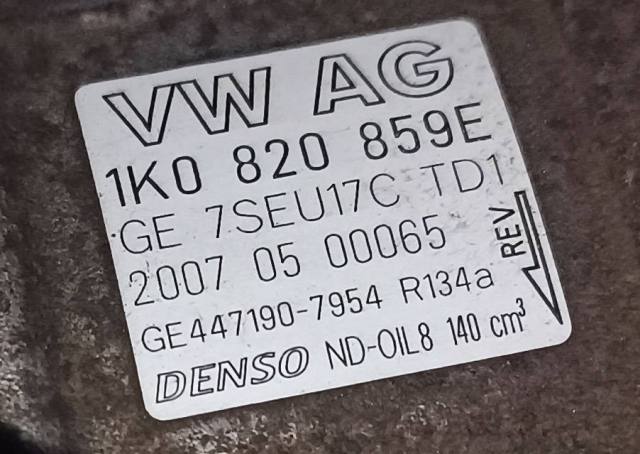 VW AG
1K0 820 859E
GE 7SEU17C TD1
2007 05 00065
REV
GE447190-7954 R134a
DENSO ND-OIL8 140 cm³